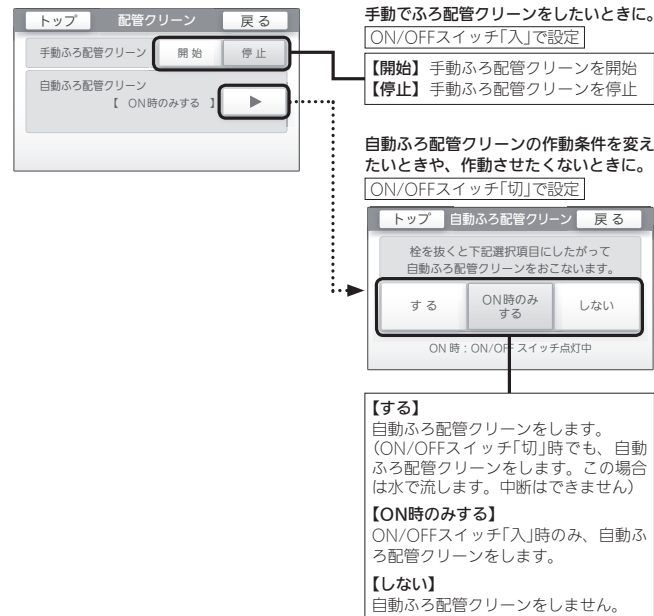 トップ 配管クリーン 戻る
手動ふろ配管クリーン 開始 停止
自動ふろ配管クリーン
【 ON時のみする 】 ▶
手動でふろ配管クリーンをしたいときに。
ON/OFFスイッチ「入」で設定
【開始】手動ふろ配管クリーンを開始
【停止】手動ふろ配管クリーンを停止
自動ふろ配管クリーンの作動条件を変え
たいときや、作動させたくないときに。
ON/OFFスイッチ「切」で設定
トップ 自動ふろ配管クリーン 戻る
栓を抜くと下記選択項目にしたがって
自動ふろ配管クリーンをおこないます。
する ON時のみ しない
する
ON時：ON/OFFスイッチ点灯中
【する】
自動ふろ配管クリーンをします。
（ON/OFFスイッチ「切」時でも、自動
ふろ配管クリーンをします。この場合
は水で流します。中断はできません）
【ON時のみする】
ON/OFFスイッチ「入」時のみ、自動ふ
ろ配管クリーンをします。
【しない】
自動ふろ配管クリーンをしません。